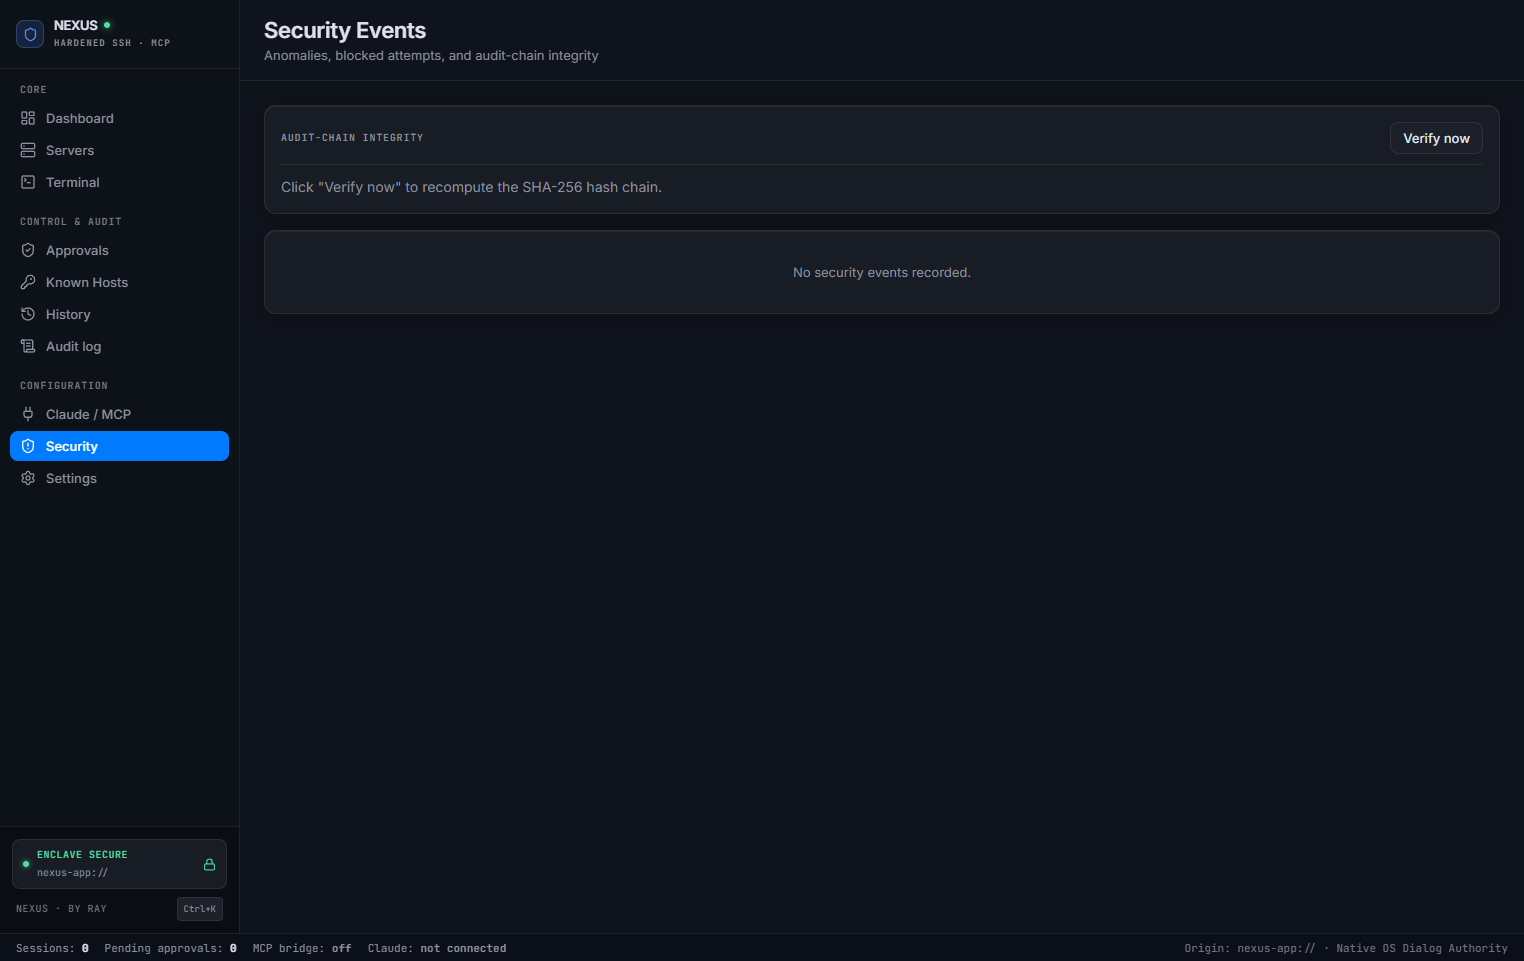 NEXUS
HARDENED SSH · MCP
CORE
Dashboard
Servers
Terminal
CONTROL & AUDIT
Approvals
Known Hosts
History
Audit log
CONFIGURATION
Claude / MCP
Security
Settings
ENCLAVE SECURE
nexus-app://
NEXUS · BY RAY
Ctrl+K
Security Events
Anomalies, blocked attempts, and audit-chain integrity
AUDIT-CHAIN INTEGRITY
Verify now
Click "Verify now" to recompute the SHA-256 hash chain.
No security events recorded.
Sessions: 0 Pending approvals: 0 MCP bridge: off Claude: not connected
Origin: nexus-app:// · Native OS Dialog Authority